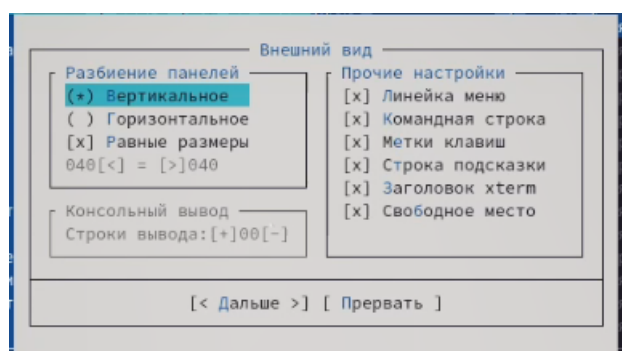 Внешний вид
Разбиение панелей
(*) Вертикальное
( ) Горизонтальное
[x] Равные размеры
040[<] = [>]040
Консольный вывод
Строки вывода:[+]00[-]
Прочие настройки
[x] Линейка меню
[x] Командная строка
[x] Метки клавиш
[x] Строка подсказки
[x] Заголовок xterm
[x] Свободное место
[< Дальше >] [ Прервать ]